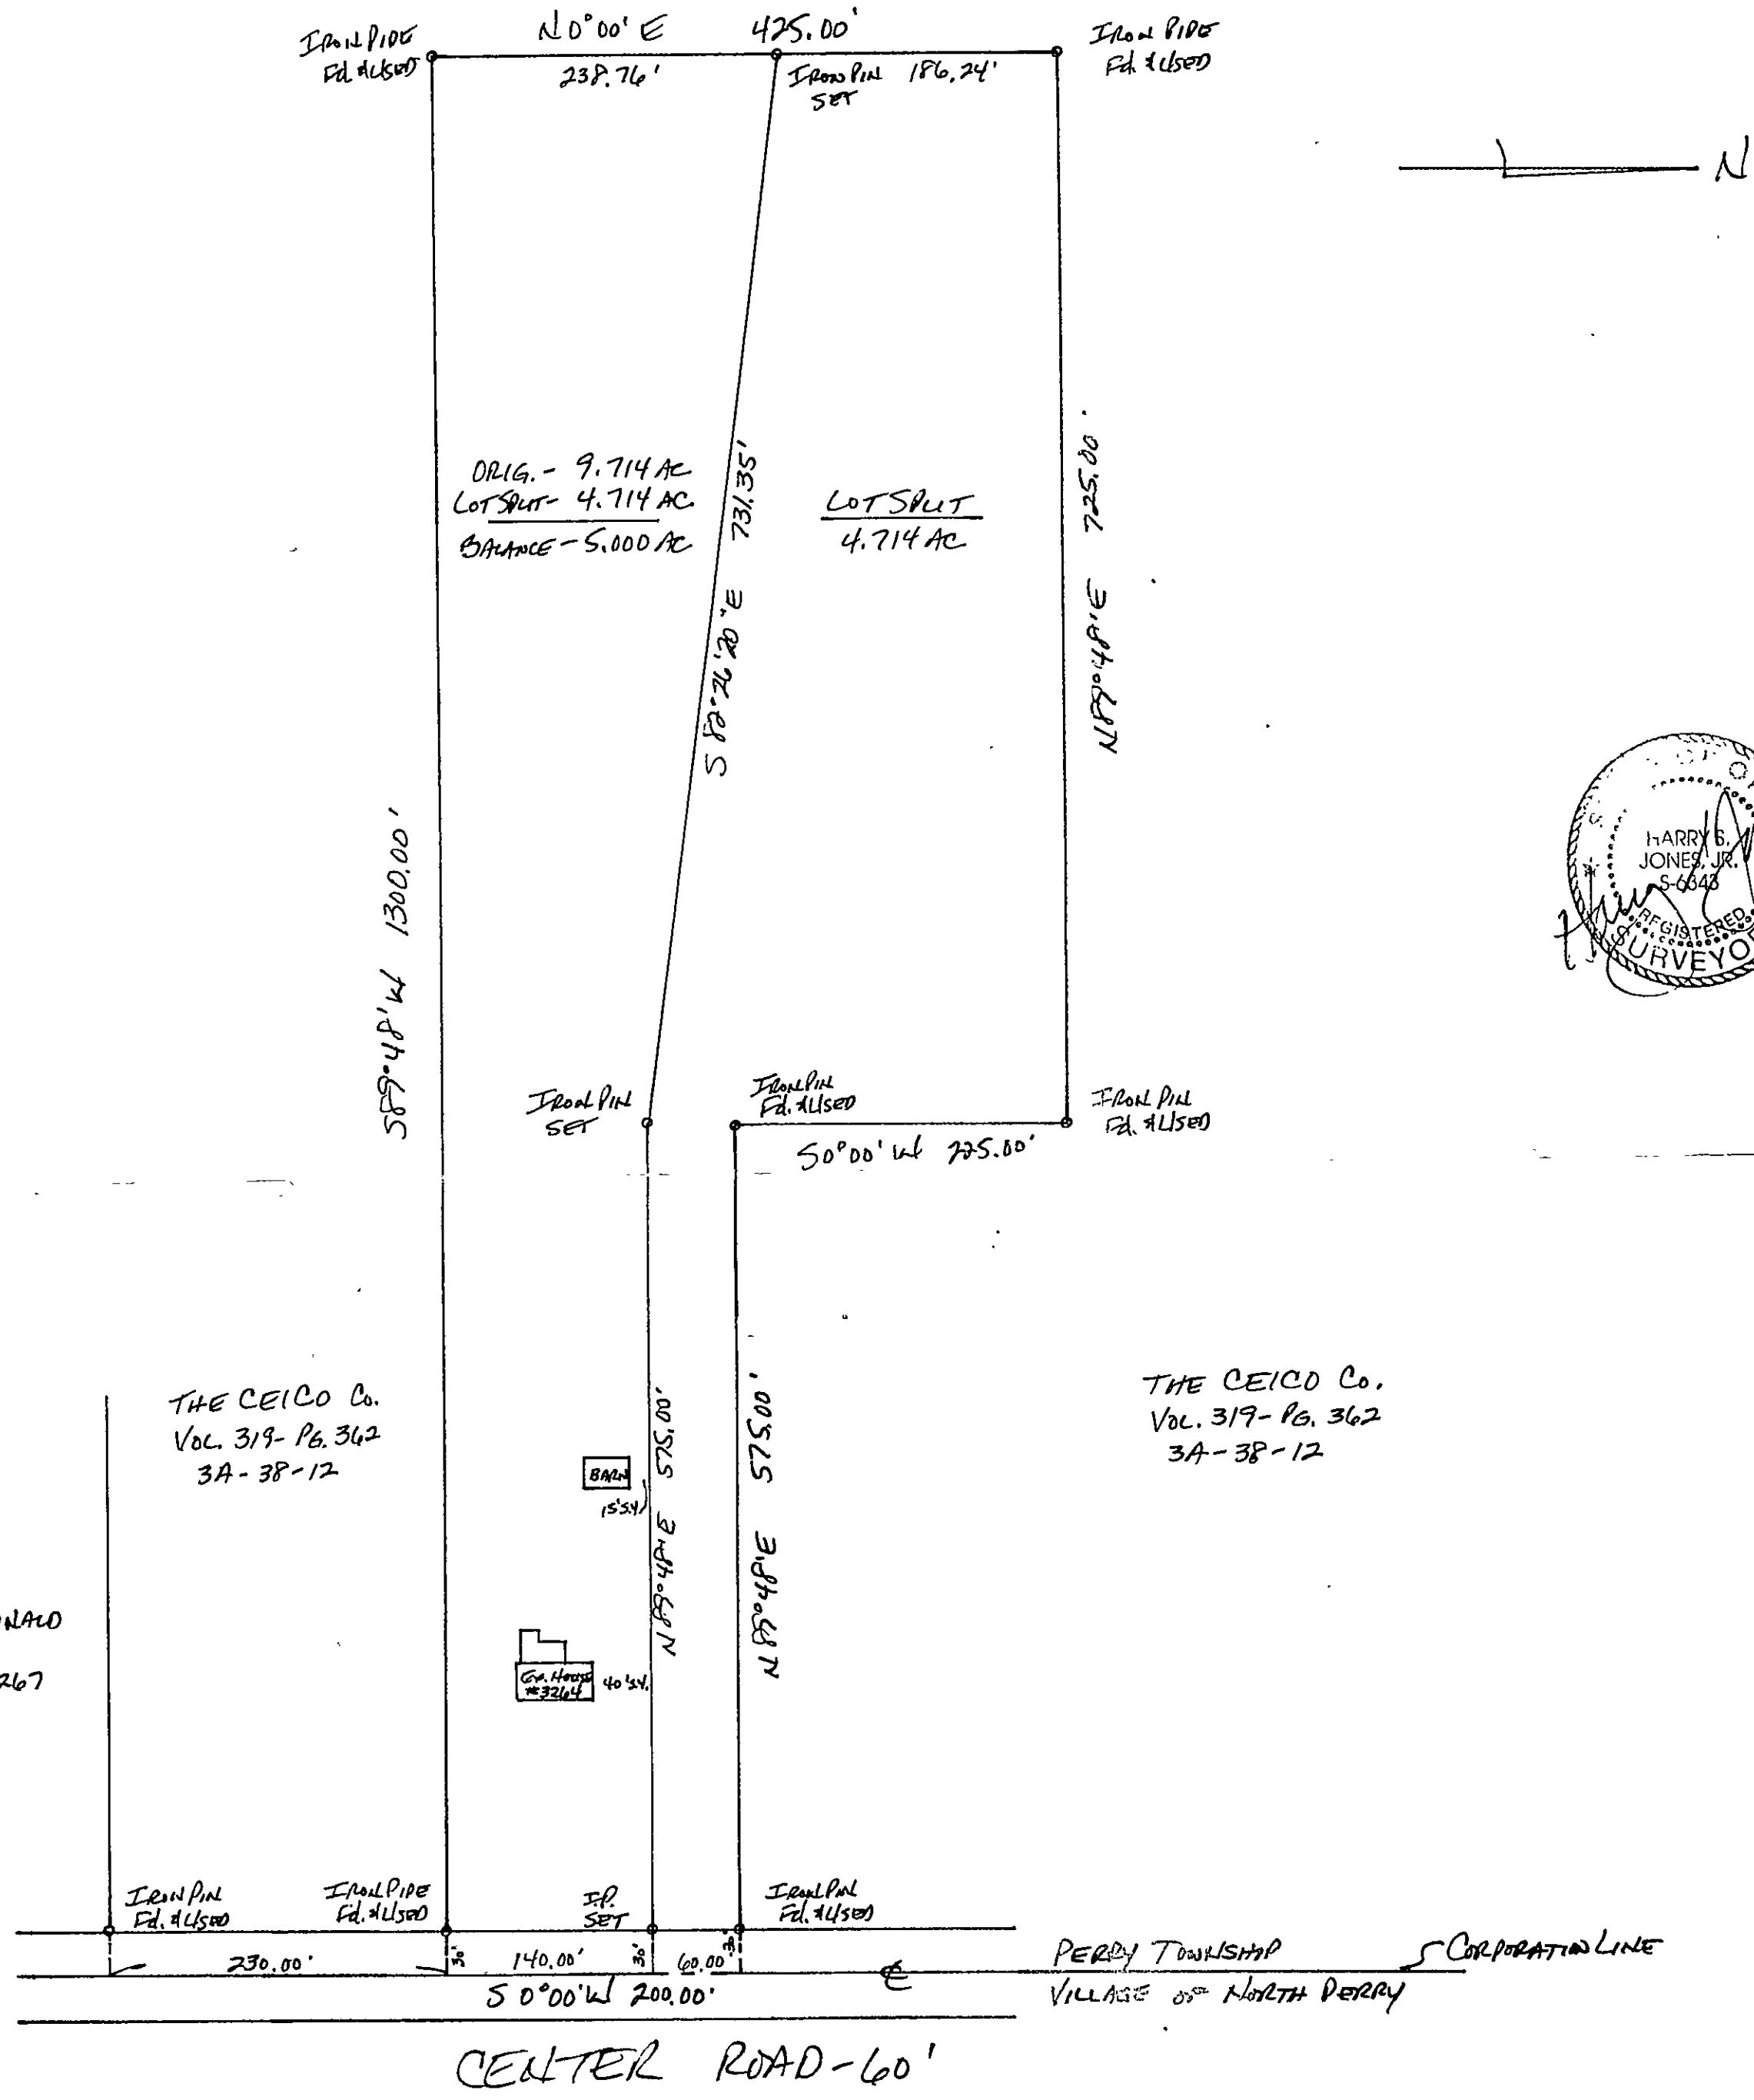 IRON PIPE
Fd. & USED
N 0°00' E 425.00'
IRON PIPE
Fd. & USED
238.76'
IRON PIN
SET
186.24'
N
ORIG. - 9.714 AC
LOT SPLIT - 4.714 AC.
BALANCE - 5.000 AC
S 82°26'20"E 731.35'
LOT SPLIT
4.714 AC
N 89°48'E 725.00'
S 89°48' W 1300.00'
HARRY S.
JONES, JR.
S-6343
REGISTERED
IRON PIN
SET
IRON PIN
Fd. & USED
IRON PIN
Fd. & USED
S 0°00' W 225.00'
THE CEICO Co.
VOL. 319 - PG. 362
3A - 38 - 12
THE CEICO Co.
VOL. 319 - PG. 362
3A - 38 - 12
BARN
15' S.Y.
N 89°48'E 575.00'
N 89°48'E 575.00'
NALD
267
Ex. House
#3264
40' S.Y.
IRON PIN
Fd. & USED
IRON PIPE
Fd. & USED
I.P.
SET
IRON PIN
Fd. & USED
230.00'
30'
140.00'
30'
60.00
30'
S 0°00' W 200.00'
PERRY TOWNSHIP
CORPORATION LINE
VILLAGE OF NORTH PERRY
CENTER ROAD - 60'